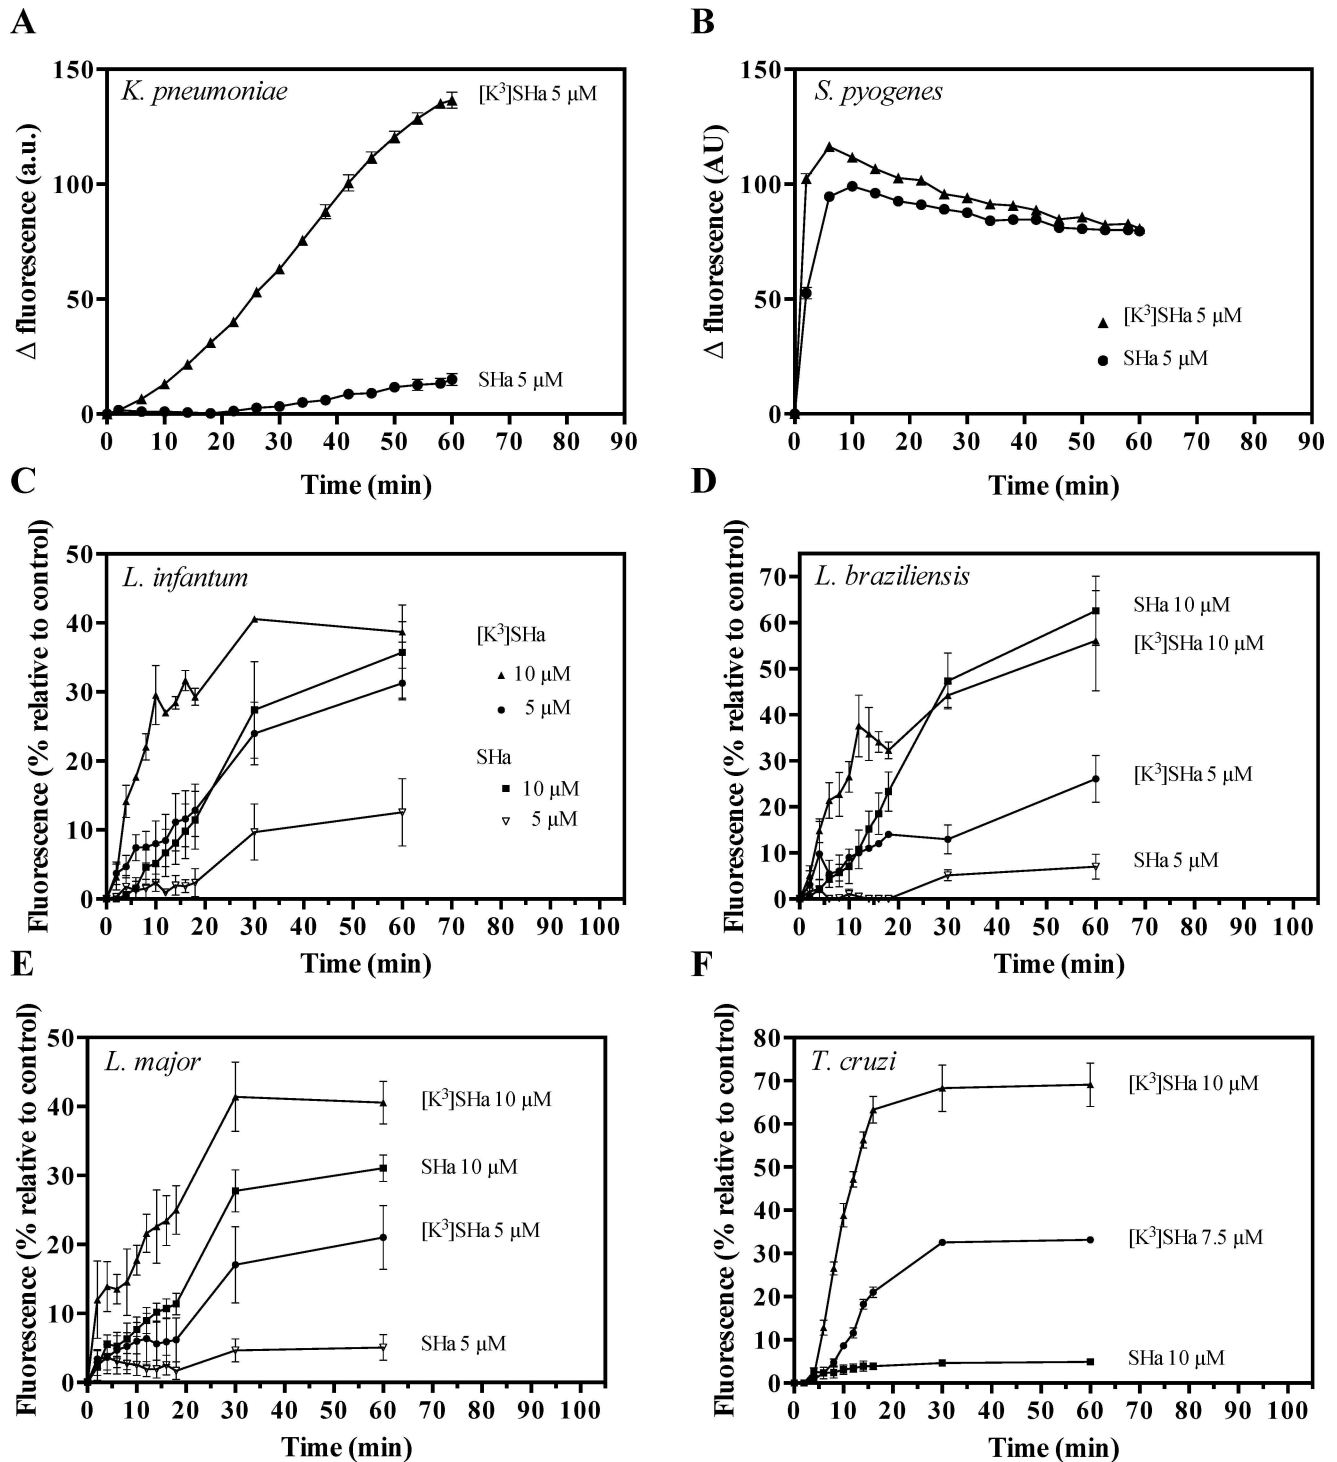 A
Δ fluorescence (a.u.)
150
100
50
0
K. pneumoniae
[K³]SHa 5 μM
SHa 5 μM
0 10 20 30 40 50 60 70 80 90
Time (min)
B
Δ fluorescence (AU)
150
100
50
0
S. pyogenes
[K³]SHa 5 μM
SHa 5 μM
0 10 20 30 40 50 60 70 80 90
Time (min)
C
Fluorescence (% relative to control)
50
40
30
20
10
0
L. infantum
[K³]SHa
10 μM
5 μM
SHa
10 μM
5 μM
0 10 20 30 40 50 60 70 80 90 100
Time (min)
D
Fluorescence (% relative to control)
70
60
50
40
30
20
10
0
L. braziliensis
SHa 10 μM
[K³]SHa 10 μM
[K³]SHa 5 μM
SHa 5 μM
0 10 20 30 40 50 60 70 80 90 100
Time (min)
E
Fluorescence (% relative to control)
50
40
30
20
10
0
L. major
[K³]SHa 10 μM
SHa 10 μM
[K³]SHa 5 μM
SHa 5 μM
0 10 20 30 40 50 60 70 80 90 100
Time (min)
F
Fluorescence (% relative to control)
80
70
60
50
40
30
20
10
0
T. cruzi
[K³]SHa 10 μM
[K³]SHa 7.5 μM
SHa 10 μM
0 10 20 30 40 50 60 70 80 90 100
Time (min)